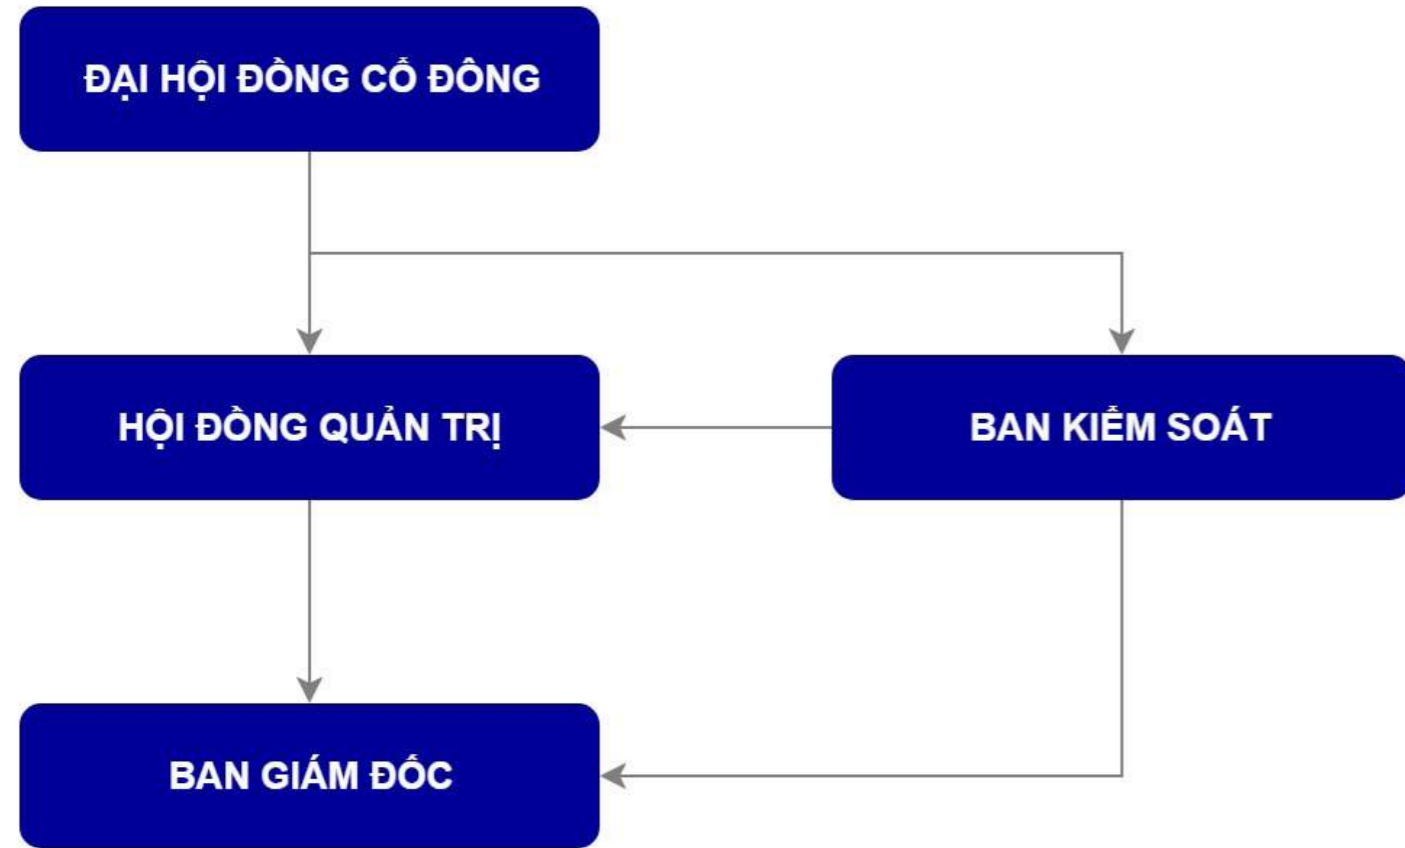 ĐẠI HỘI ĐỒNG CỔ ĐÔNG
HỘI ĐỒNG QUẢN TRỊ
BAN KIỂM SOÁT
BAN GIÁM ĐỐC